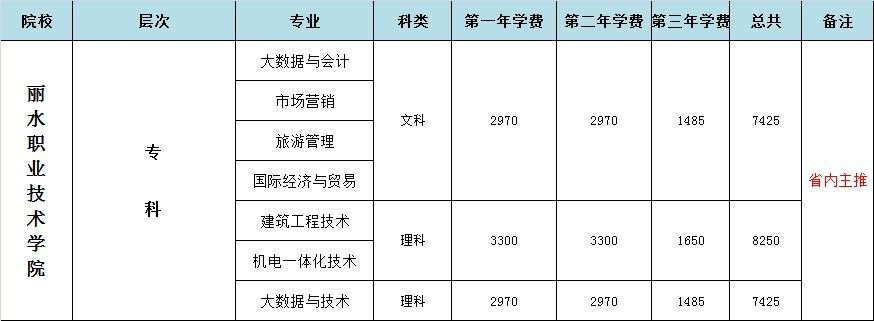 院校 层次 专业 科类 第一年学费 第二年学费 第三年学费 总共 备注
丽水职业技术学院
专科
大数据与会计
市场营销
旅游管理
国际经济与贸易
文科 2970 2970 1485 7425
建筑工程技术
机电一体化技术
理科 3300 3300 1650 8250
大数据与技术 理科 2970 2970 1485 7425
省内主推